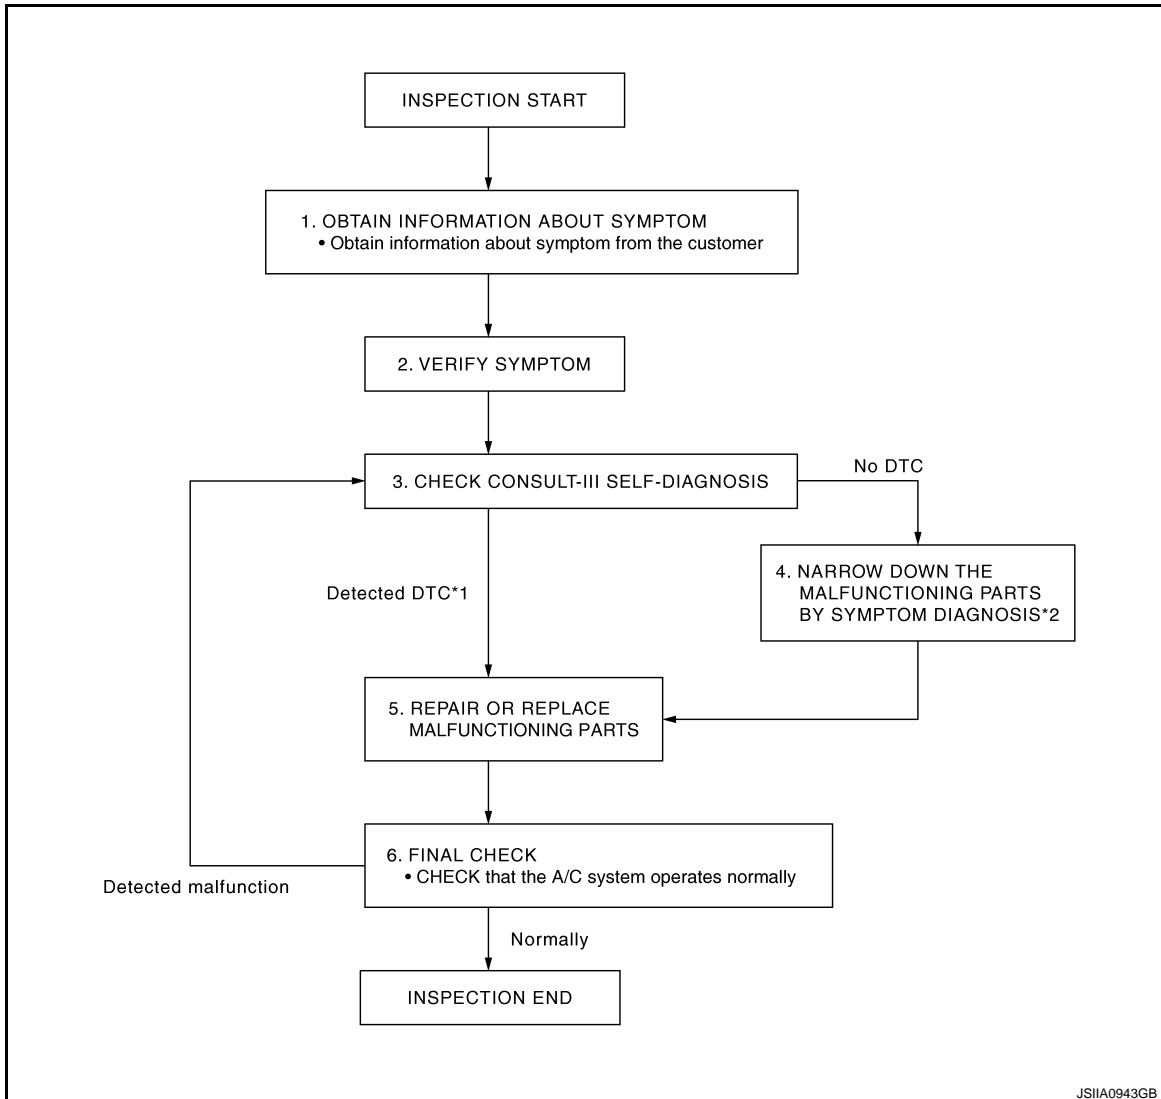 INSPECTION START
1. OBTAIN INFORMATION ABOUT SYMPTOM
• Obtain information about symptom from the customer
2. VERIFY SYMPTOM
3. CHECK CONSULT-III SELF-DIAGNOSIS
No DTC
4. NARROW DOWN THE
MALFUNCTIONING PARTS
BY SYMPTOM DIAGNOSIS*2
Detected DTC*1
5. REPAIR OR REPLACE
MALFUNCTIONING PARTS
6. FINAL CHECK
• CHECK that the A/C system operates normally
Detected malfunction
Normally
INSPECTION END
JSIIA0943GB